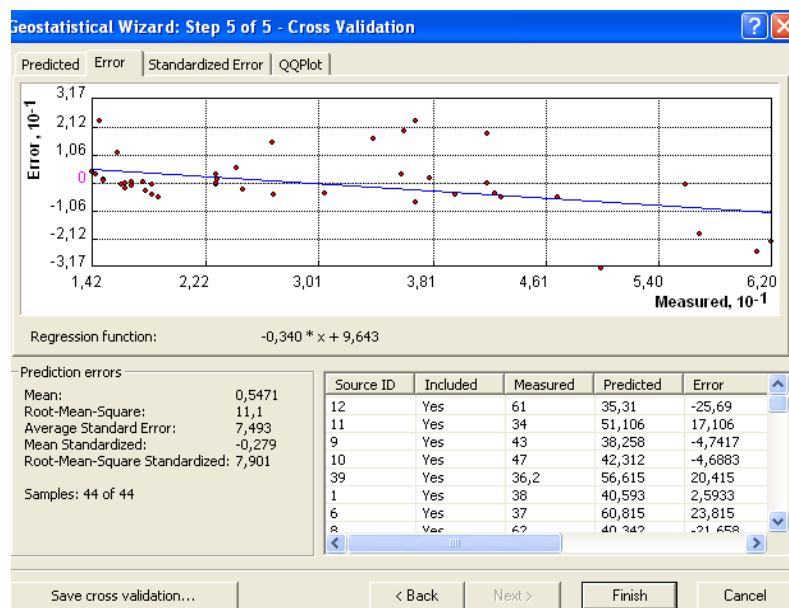 Geostatistical Wizard: Step 5 of 5 - Cross Validation
Predicted Error Standardized Error QQPlot
Error, 10⁻¹
3,17
2,12
1,06
0
-1,06
-2,12
-3,17
1,42 2,22 3,01 3,81 4,61 5,40 6,20
Measured, 10⁻¹
Regression function: -0,340 * x + 9,643
Prediction errors
Mean: 0,5471
Root-Mean-Square: 11,1
Average Standard Error: 7,493
Mean Standardized: -0,279
Root-Mean-Square Standardized: 7,901
Samples: 44 of 44
Source ID Included Measured Predicted Error
12 Yes 61 35,31 -25,69
11 Yes 34 51,106 17,106
9 Yes 43 38,258 -4,7417
10 Yes 47 42,312 -4,6883
39 Yes 36,2 56,615 20,415
1 Yes 38 40,593 2,5933
6 Yes 37 60,815 23,815
8 Yes 62 40,342 -21,658
Save cross validation... < Back Next > Finish Cancel